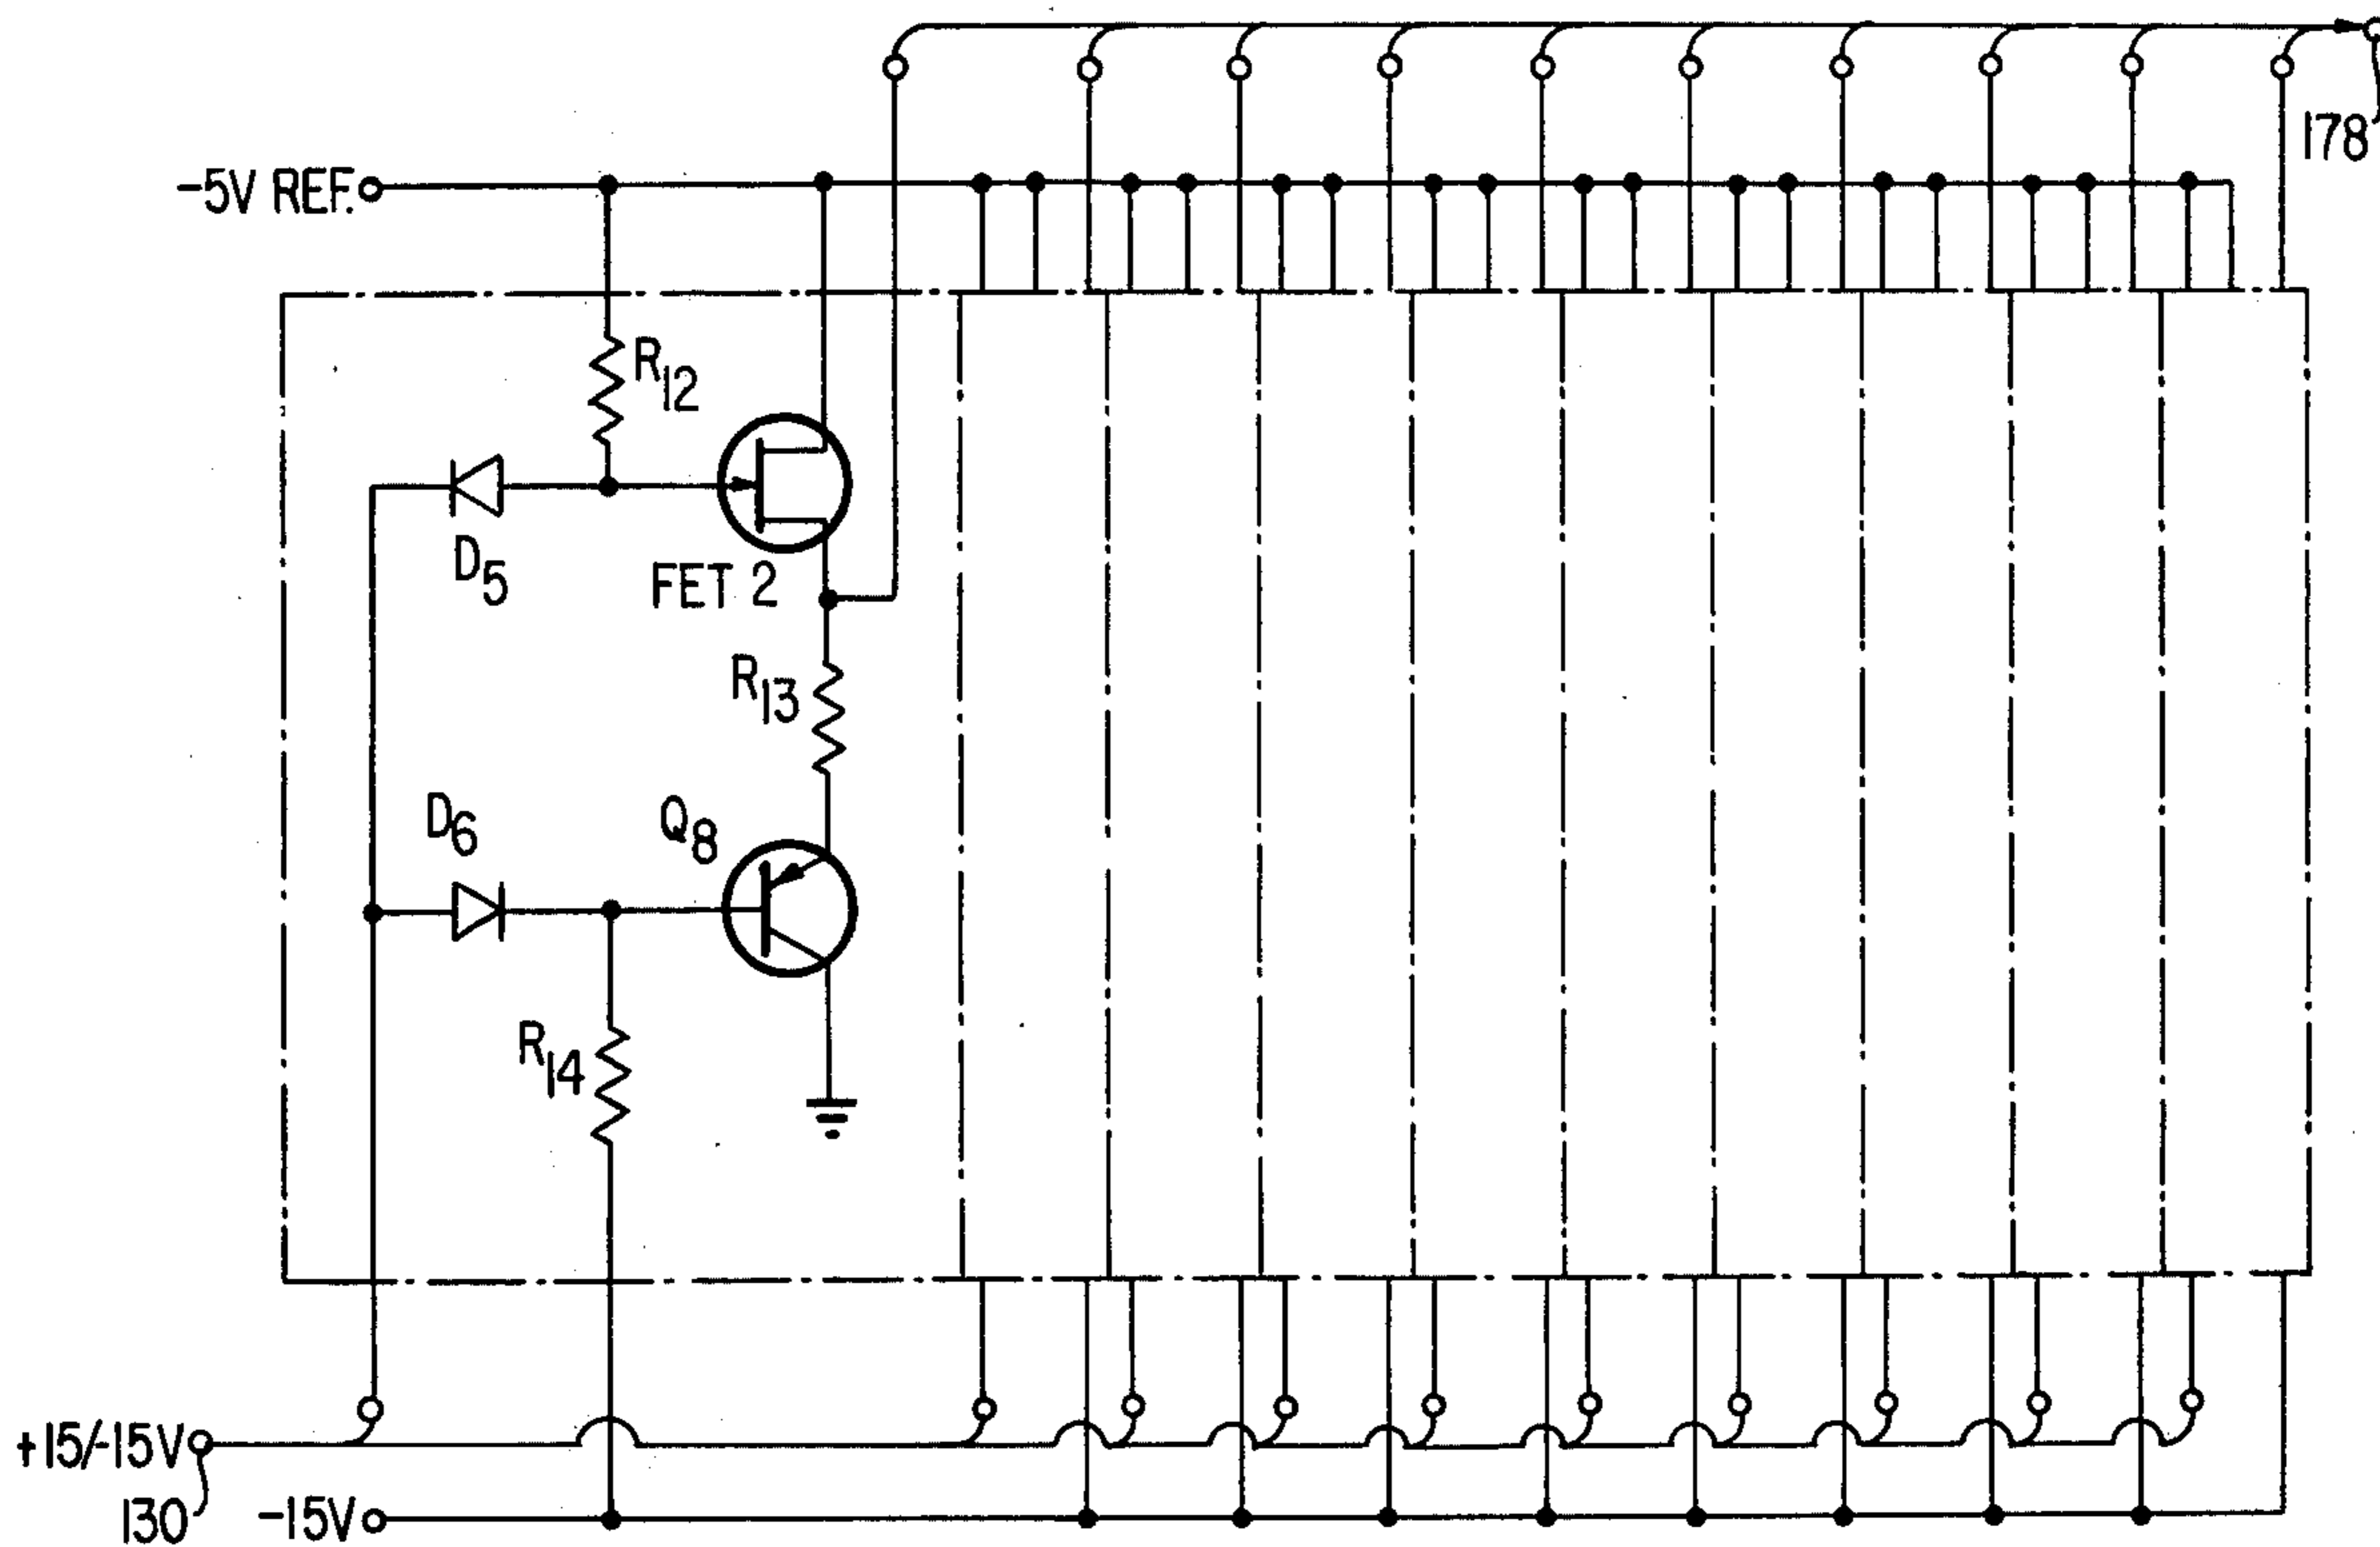 178
-5V REF.
R12
D5
FET 2
R13
D6
Q8
R14
+15/-15V
130
-15V